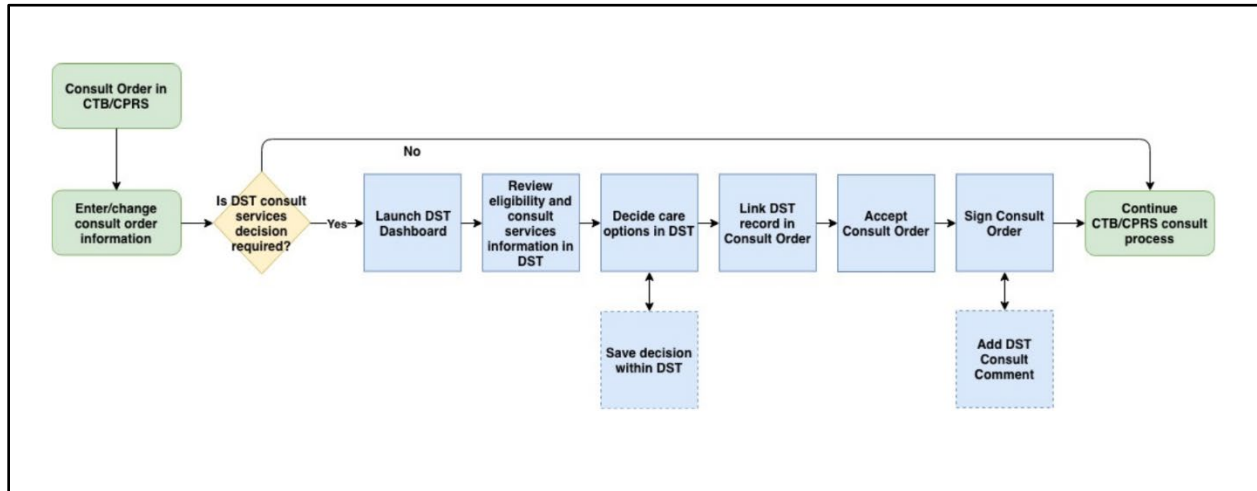 Consult Order in
CTB/CPRS
No
Enter/change
consult order
information
Is DST consult
services
decision
required?
Yes
Launch DST
Dashboard
Review
eligibility and
consult
services
information in
DST
Decide care
options in DST
Link DST
record in
Consult Order
Accept
Consult Order
Sign Consult
Order
Continue
CTB/CPRS consult
process
Save decision
within DST
Add DST
Consult
Comment